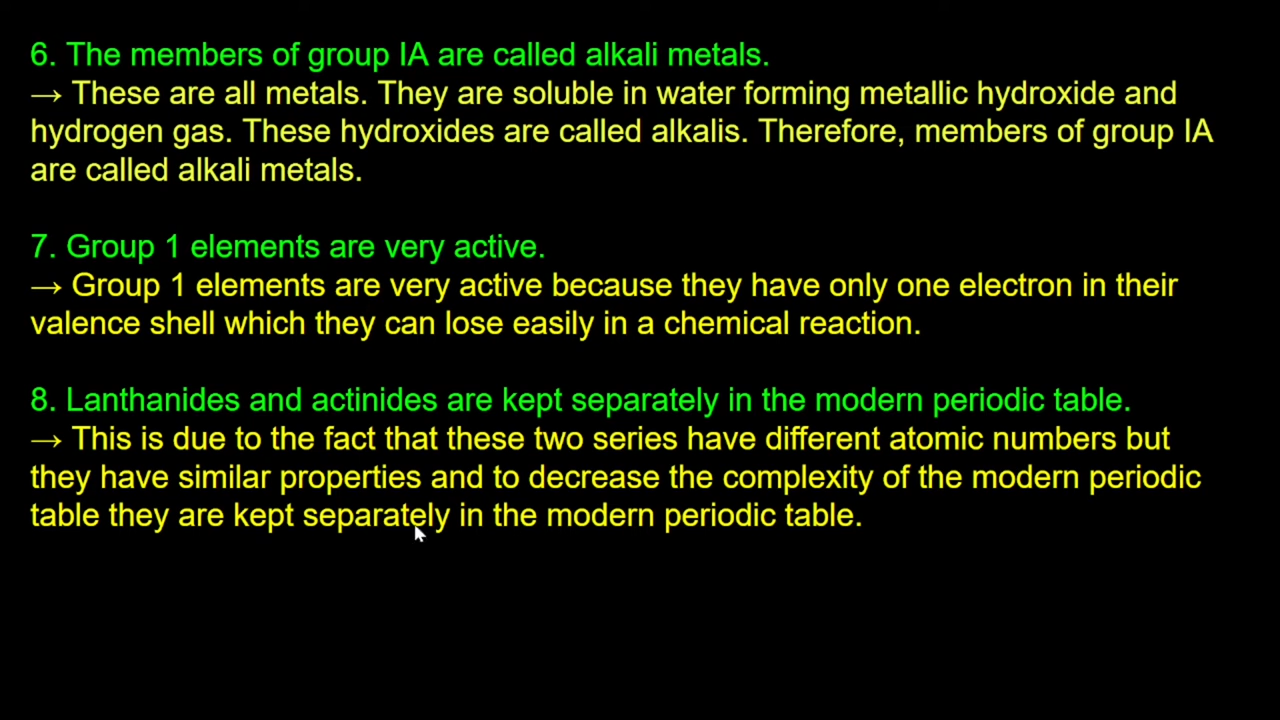 6. The members of group IA are called alkali metals.
→ These are all metals. They are soluble in water forming metallic hydroxide and
hydrogen gas. These hydroxides are called alkalis. Therefore, members of group IA
are called alkali metals.
7. Group 1 elements are very active.
→ Group 1 elements are very active because they have only one electron in their
valence shell which they can lose easily in a chemical reaction.
8. Lanthanides and actinides are kept separately in the modern periodic table.
→ This is due to the fact that these two series have different atomic numbers but
they have similar properties and to decrease the complexity of the modern periodic
table they are kept separately in the modern periodic table.